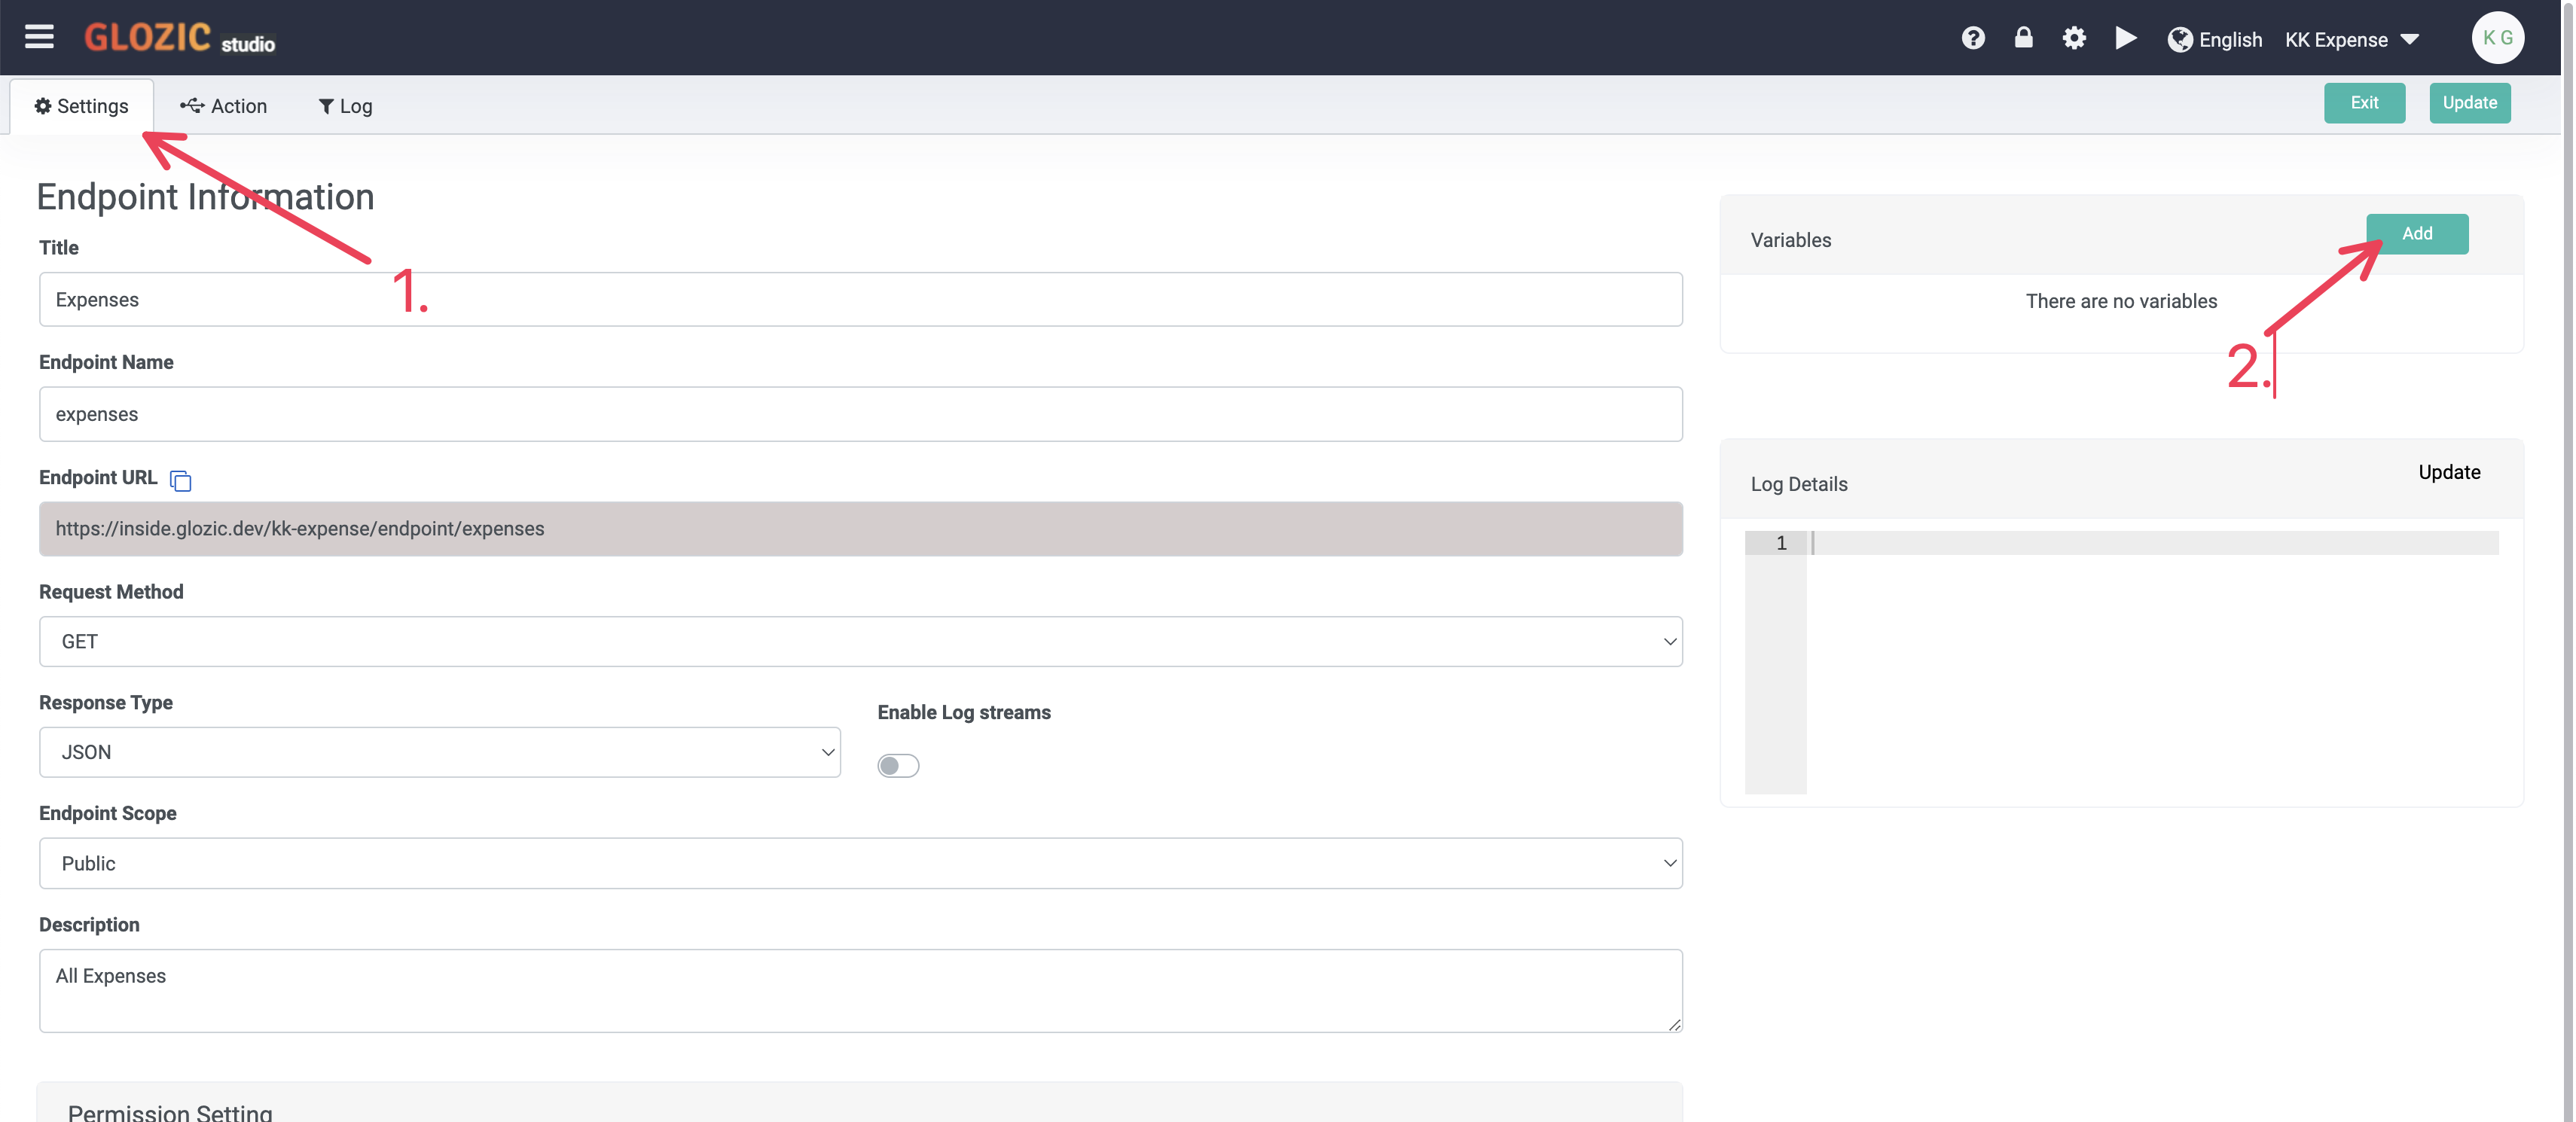 GLOZIC studio
English
KK Expense
K G
Settings
Action
Log
Exit
Update
Endpoint Information
1.
Title
Expenses
Endpoint Name
expenses
Endpoint URL
https://inside.glozic.dev/kk-expense/endpoint/expenses
Request Method
GET
Response Type
JSON
Enable Log streams
Endpoint Scope
Public
Description
All Expenses
Permission Setting
Variables
Add
There are no variables
2.
Log Details
Update
1